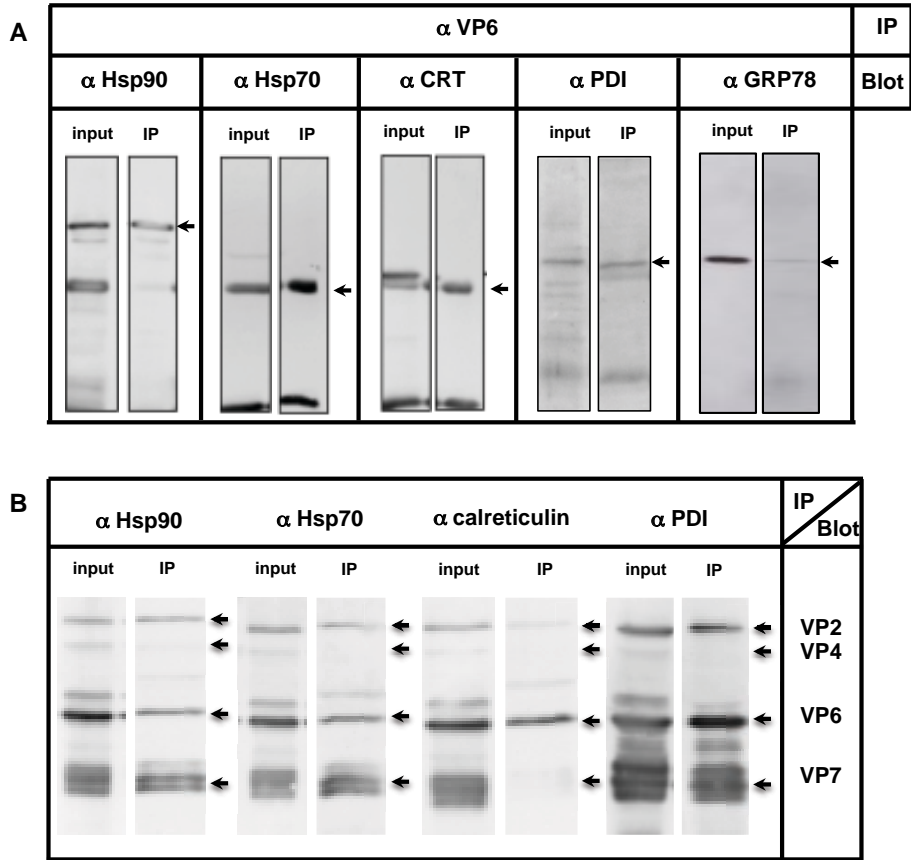 A
α VP6 IP
α Hsp90 α Hsp70 α CRT α PDI α GRP78 Blot
input IP input IP input IP input IP input IP
B
α Hsp90 α Hsp70 α calreticulin α PDI IP
Blot
input IP input IP input IP input IP
VP2
VP4
VP6
VP7